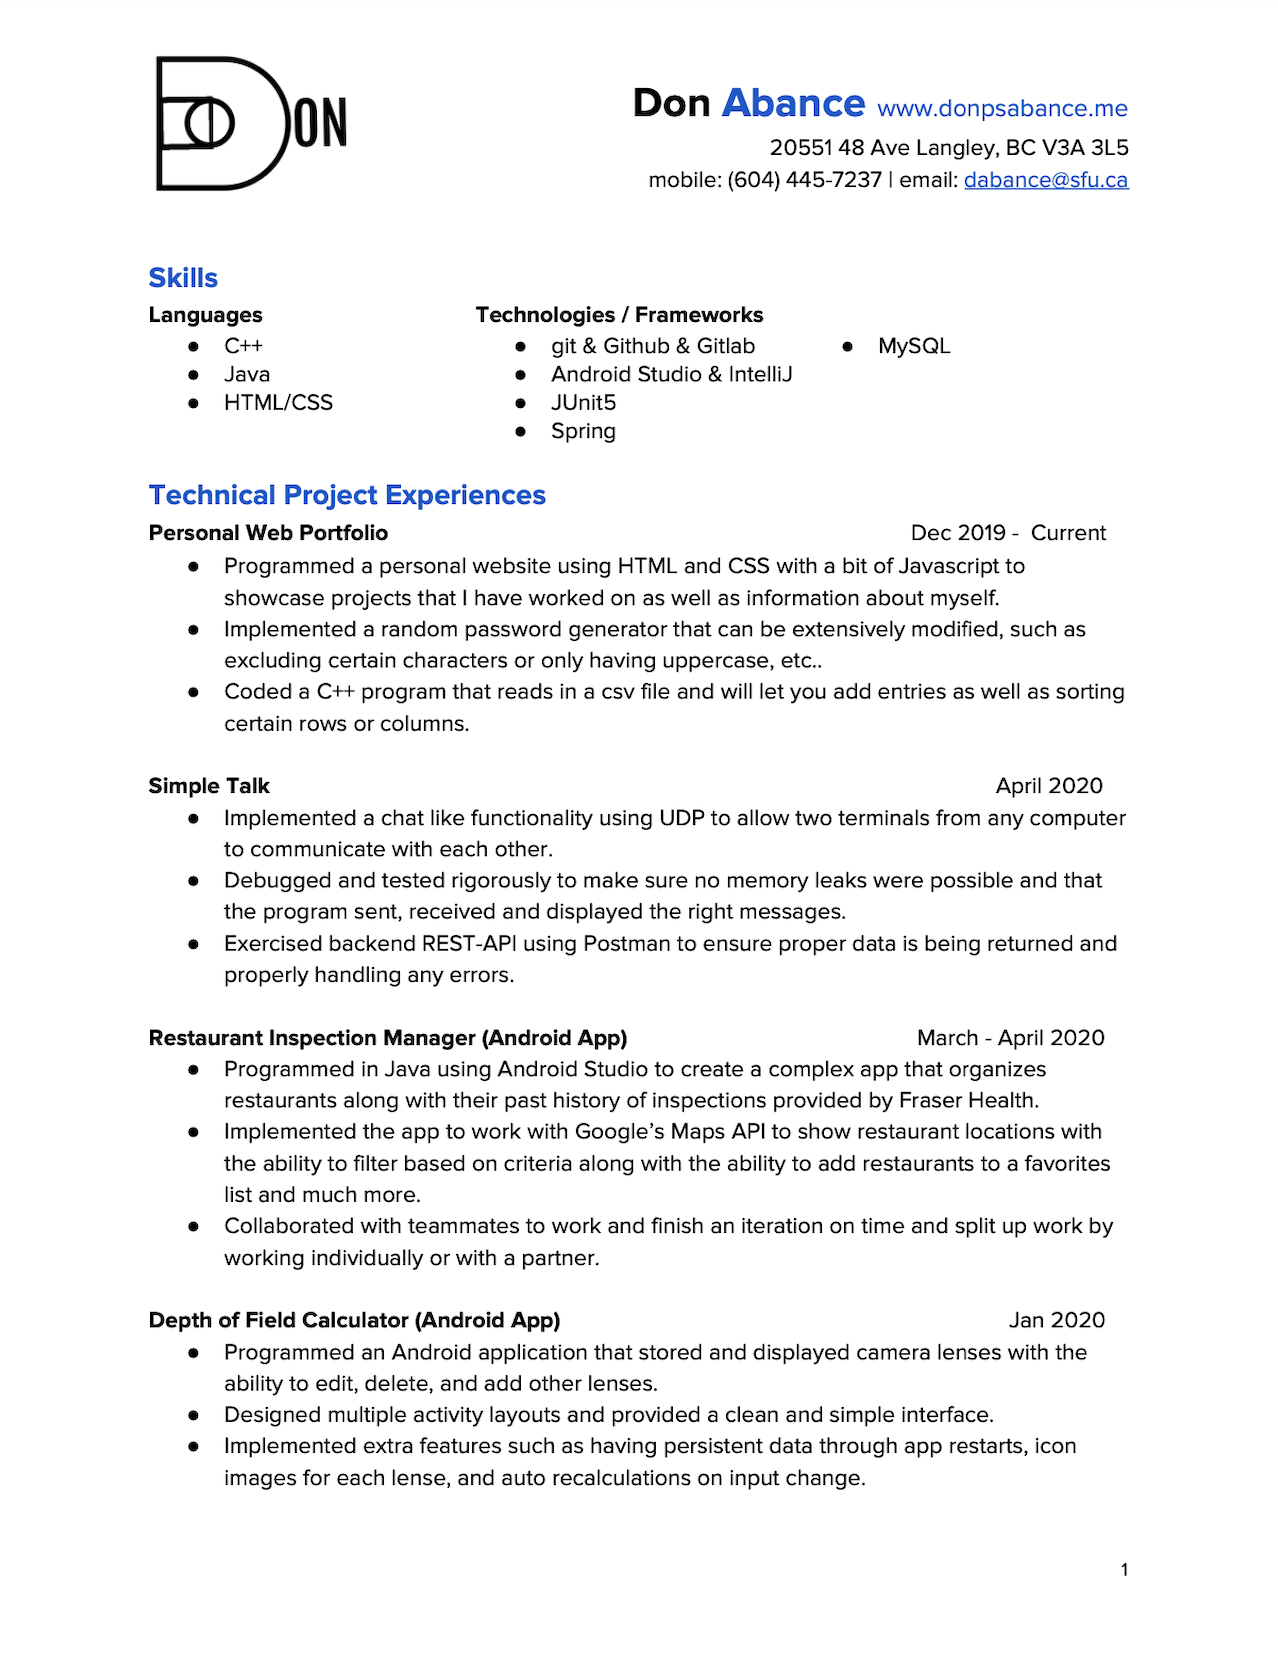 DON
Don Abance www.donpsabance.me
20551 48 Ave Langley, BC V3A 3L5
mobile: (604) 445-7237 | email: dabance@sfu.ca
Skills
Languages
● C++
● Java
● HTML/CSS
Technologies / Frameworks
● git & Github & Gitlab
● Android Studio & IntelliJ
● JUnit5
● Spring
● MySQL
Technical Project Experiences
Personal Web Portfolio Dec 2019 - Current
● Programmed a personal website using HTML and CSS with a bit of Javascript to
showcase projects that I have worked on as well as information about myself.
● Implemented a random password generator that can be extensively modified, such as
excluding certain characters or only having uppercase, etc..
● Coded a C++ program that reads in a csv file and will let you add entries as well as sorting
certain rows or columns.
Simple Talk April 2020
● Implemented a chat like functionality using UDP to allow two terminals from any computer
to communicate with each other.
● Debugged and tested rigorously to make sure no memory leaks were possible and that
the program sent, received and displayed the right messages.
● Exercised backend REST-API using Postman to ensure proper data is being returned and
properly handling any errors.
Restaurant Inspection Manager (Android App) March - April 2020
● Programmed in Java using Android Studio to create a complex app that organizes
restaurants along with their past history of inspections provided by Fraser Health.
● Implemented the app to work with Google’s Maps API to show restaurant locations with
the ability to filter based on criteria along with the ability to add restaurants to a favorites
list and much more.
● Collaborated with teammates to work and finish an iteration on time and split up work by
working individually or with a partner.
Depth of Field Calculator (Android App) Jan 2020
● Programmed an Android application that stored and displayed camera lenses with the
ability to edit, delete, and add other lenses.
● Designed multiple activity layouts and provided a clean and simple interface.
● Implemented extra features such as having persistent data through app restarts, icon
images for each lense, and auto recalculations on input change.
1